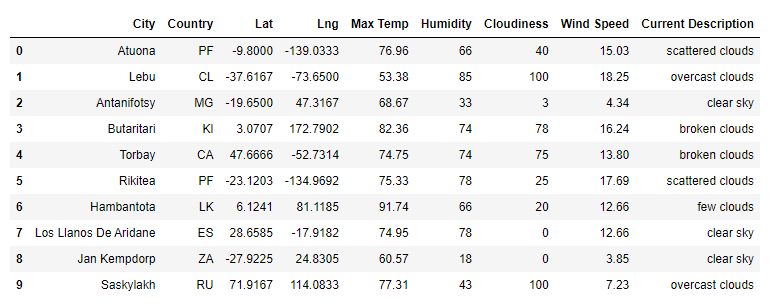 City Country Lat Lng Max Temp Humidity Cloudiness Wind Speed Current Description
0 Atuona PF -9.8000 -139.0333 76.96 66 40 15.03 scattered clouds
1 Lebu CL -37.6167 -73.6500 53.38 85 100 18.25 overcast clouds
2 Antanifotsy MG -19.6500 47.3167 68.67 33 3 4.34 clear sky
3 Butaritari KI 3.0707 172.7902 82.36 74 78 16.24 broken clouds
4 Torbay CA 47.6666 -52.7314 74.75 74 75 13.80 broken clouds
5 Rikitea PF -23.1203 -134.9692 75.33 78 25 17.69 scattered clouds
6 Hambantota LK 6.1241 81.1185 91.74 66 20 12.66 few clouds
7 Los Llanos De Aridane ES 28.6585 -17.9182 74.95 78 0 12.66 clear sky
8 Jan Kempdorp ZA -27.9225 24.8305 60.57 18 0 3.85 clear sky
9 Saskylakh RU 71.9167 114.0833 77.31 43 100 7.23 overcast clouds